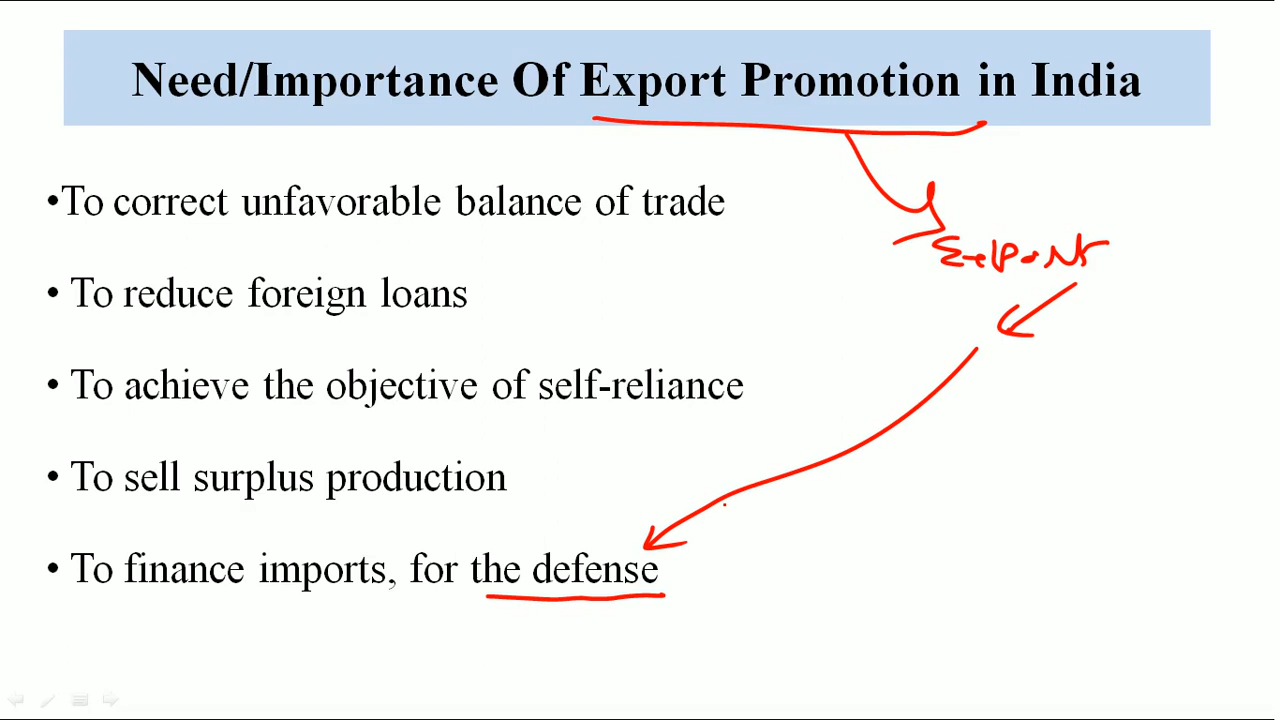 Need/Importance Of Export Promotion in India
•To correct unfavorable balance of trade
Export
• To reduce foreign loans
• To achieve the objective of self-reliance
• To sell surplus production
• To finance imports, for the defense